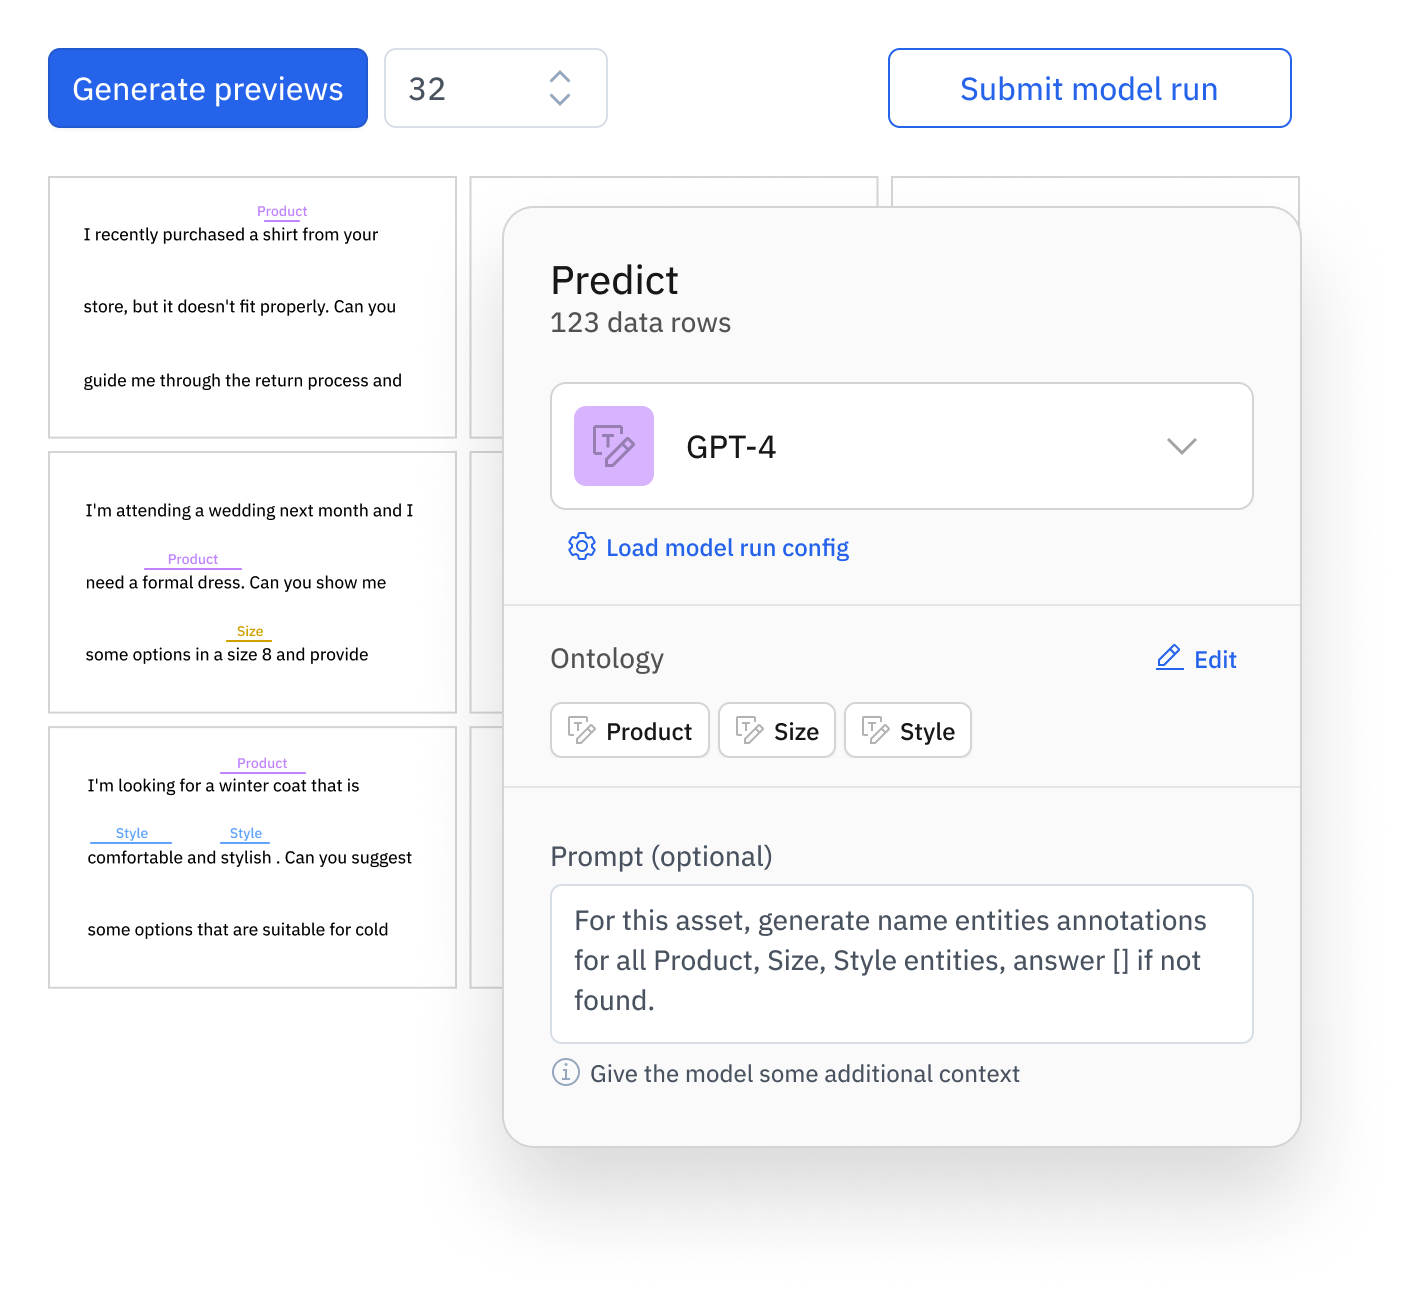 Generate previews
32
Submit model run
Product
I recently purchased a shirt from your
store, but it doesn't fit properly. Can you
guide me through the return process and
I'm attending a wedding next month and I
Product
need a formal dress. Can you show me
Size
some options in a size 8 and provide
Product
I'm looking for a winter coat that is
Style Style
comfortable and stylish . Can you suggest
some options that are suitable for cold
Predict
123 data rows
GPT-4
Load model run config
Ontology
Edit
Product
Size
Style
Prompt (optional)
For this asset, generate name entities annotations
for all Product, Size, Style entities, answer [] if not
found.
Give the model some additional context